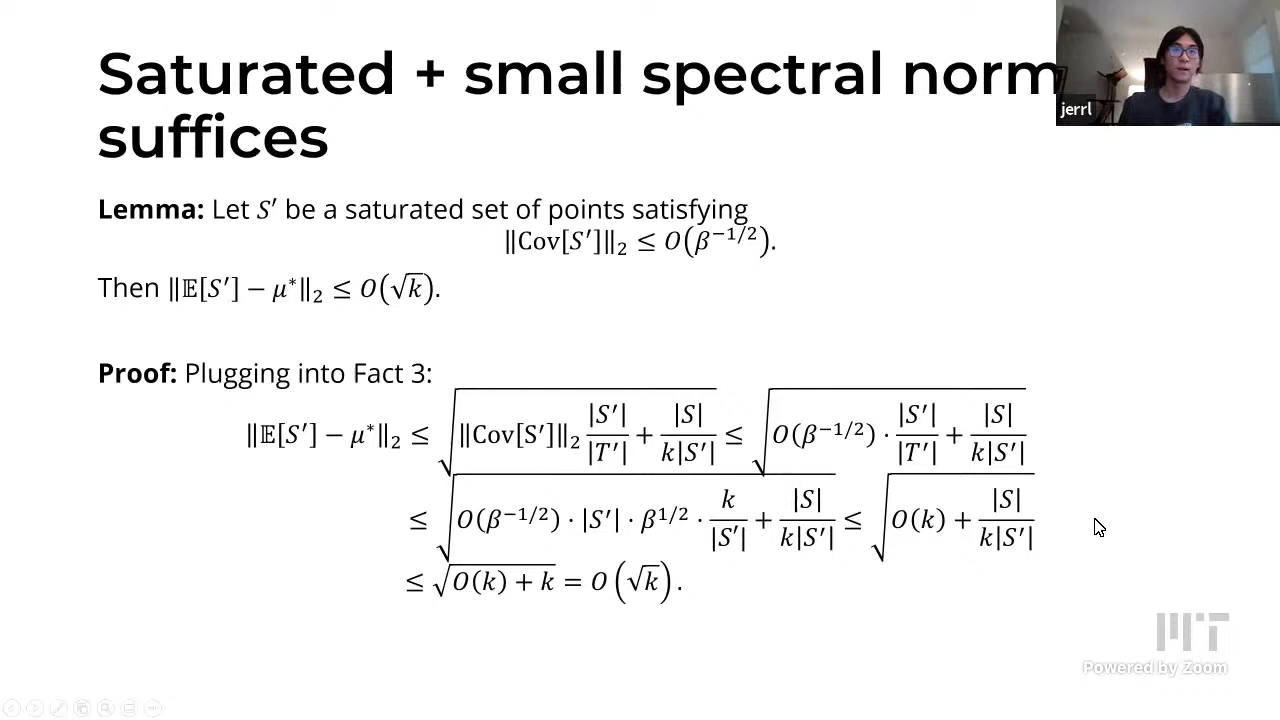 Saturated + small spectral norm
suffices
jerrl
Lemma: Let S′ be a saturated set of points satisfying
‖Cov[S′]‖₂ ≤ O(β^{−1/2}).
Then ‖𝔼[S′] − μ*‖₂ ≤ O(√k).
Proof: Plugging into Fact 3:
‖𝔼[S′] − μ*‖₂ ≤ √(‖Cov[S′]‖₂ |S′|/|T′| + |S|/(k|S′|)) ≤ √(O(β^{−1/2}) · |S′|/|T′| + |S|/(k|S′|))
≤ √(O(β^{−1/2}) · |S′| · β^{1/2} · k/|S′| + |S|/(k|S′|)) ≤ √(O(k) + |S|/(k|S′|))
≤ √(O(k) + k) = O(√k).
MIT
Powered by Zoom